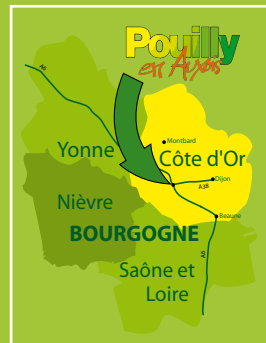 Pouilly
en Auxois
A6
Montbard
Yonne
Côte d'Or
Dijon
A38
Nièvre
Beaune
BOURGOGNE
A6
Saône et
Loire